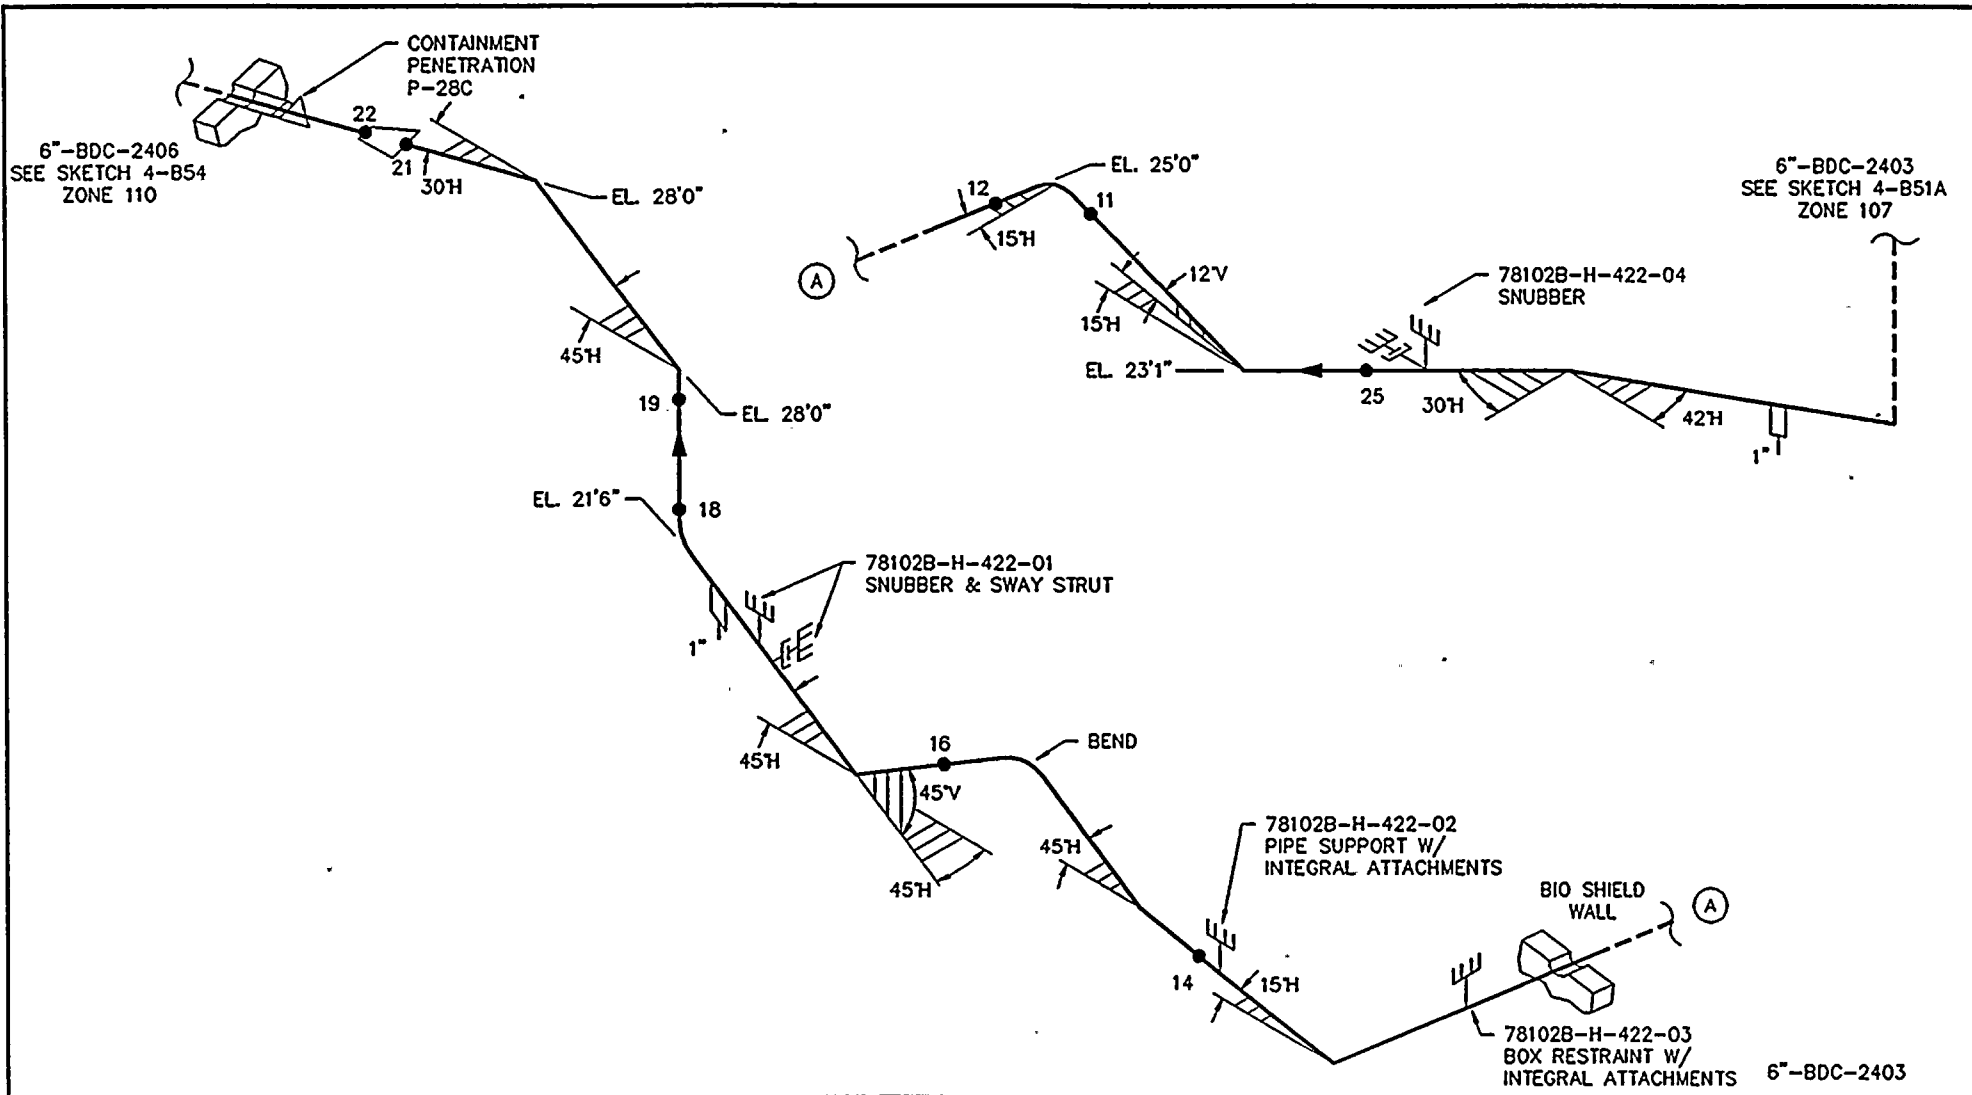 CONTAINMENT
PENETRATION
P-28C
22
21
30°H
6"-BDC-2406
SEE SKETCH 4-B54
ZONE 110
EL. 28'0"
45°H
19
EL. 28'0"
EL. 21'6"
18
78102B-H-422-01
SNUBBER & SWAY STRUT
1"
45°H
16
BEND
45°V
45°H
45°H
78102B-H-422-02
PIPE SUPPORT W/
INTEGRAL ATTACHMENTS
14
15°H
BIO SHIELD
WALL
A
78102B-H-422-03
BOX RESTRAINT W/
INTEGRAL ATTACHMENTS
6"-BDC-2403
A
12
15°H
EL. 25'0"
11
12°V
15°H
EL. 23'1"
78102B-H-422-04
SNUBBER
25
30°H
42°H
1"
6"-BDC-2403
SEE SKETCH 4-B51A
ZONE 107